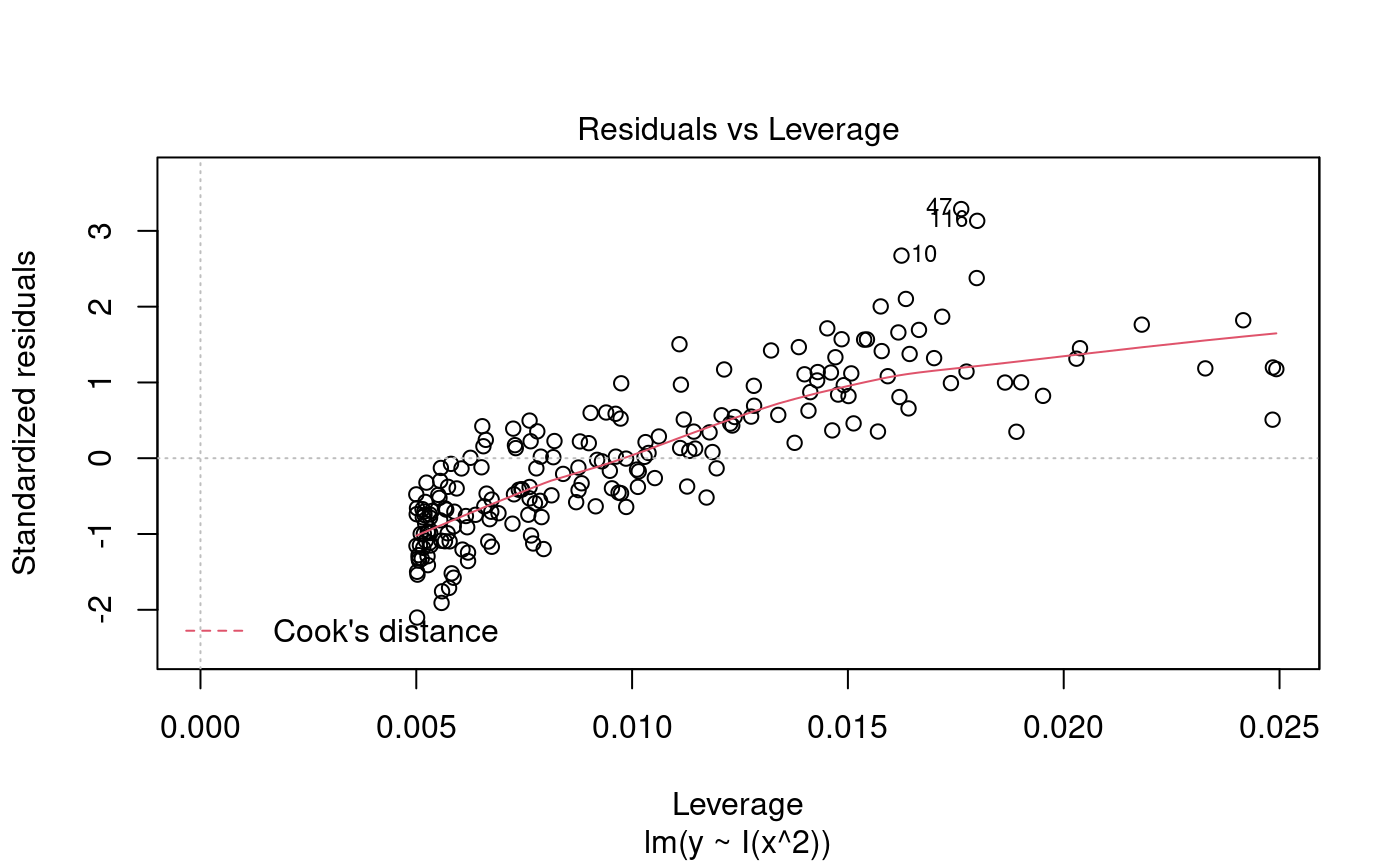 Residuals vs Leverage
Standardized residuals
3
2
1
0
-1
-2
47
116
10
Cook's distance
0.000 0.005 0.010 0.015 0.020 0.025
Leverage
lm(y ~ I(x^2))